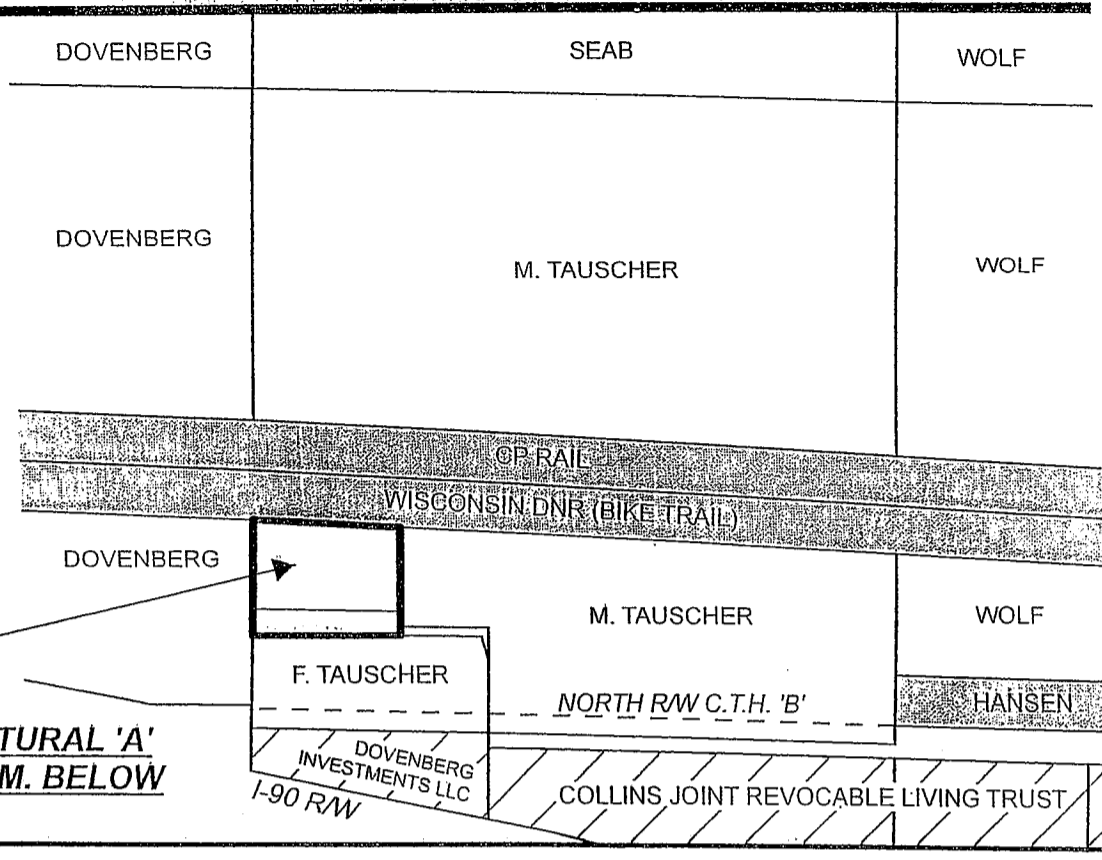 DOVENBERG
SEAB
WOLF
DOVENBERG
M. TAUSCHER
WOLF
CP RAIL
WISCONSIN DNR (BIKE TRAIL)
DOVENBERG
M. TAUSCHER
WOLF
F. TAUSCHER
NORTH R/W C.T.H. 'B'
HANSEN
TURAL 'A'
M. BELOW
DOVENBERG
INVESTMENTS LLC
I-90 R/W
COLLINS JOINT REVOCABLE LIVING TRUST